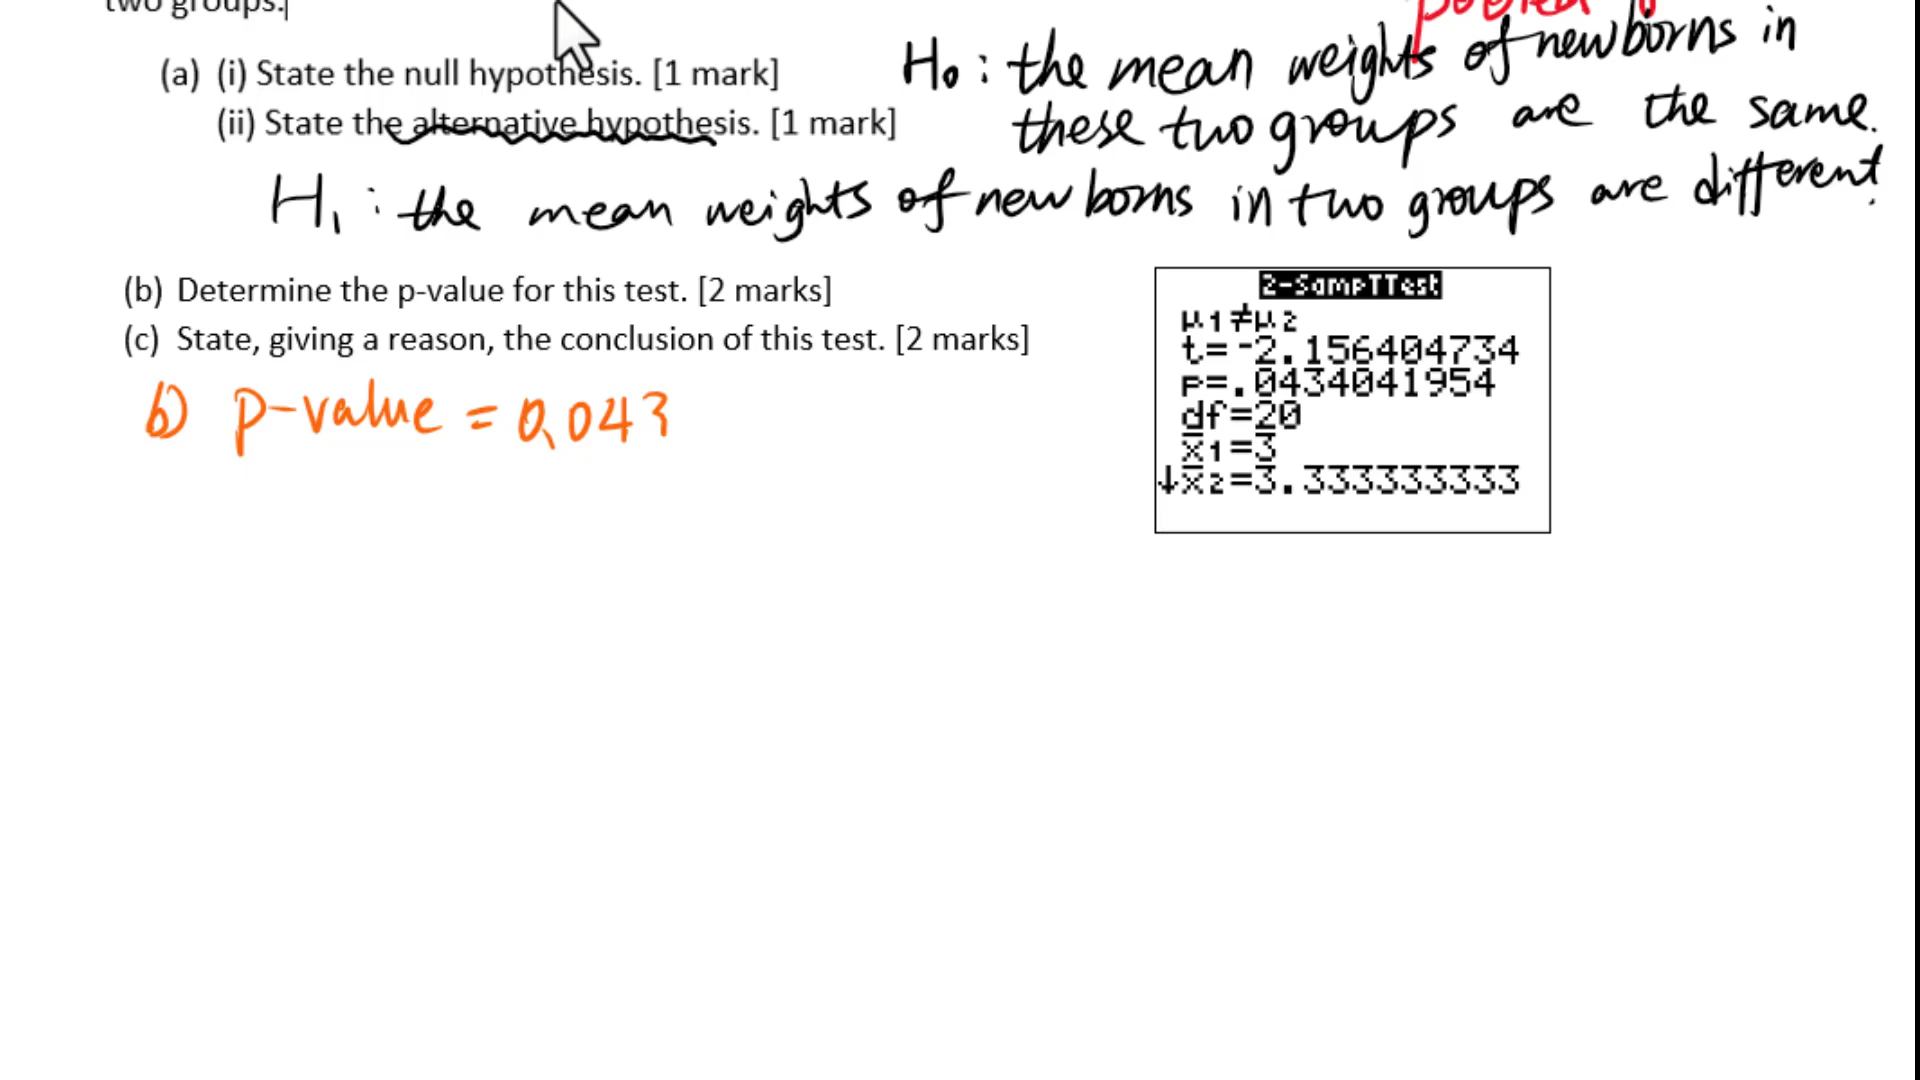 two groups.
pooled
(a) (i) State the null hypothesis. [1 mark]
H₀ : the mean weights of newborns in
(ii) State the alternative hypothesis. [1 mark]
these two groups are the same.
H₁ : the mean weights of newborns in two groups are different.
(b) Determine the p-value for this test. [2 marks]
(c) State, giving a reason, the conclusion of this test. [2 marks]
b) p-value = 0.043
2-SampTTest
μ1≠μ2
t=-2.156404734
p=.0434041954
df=20
x̄1=3
↓x̄2=3.333333333